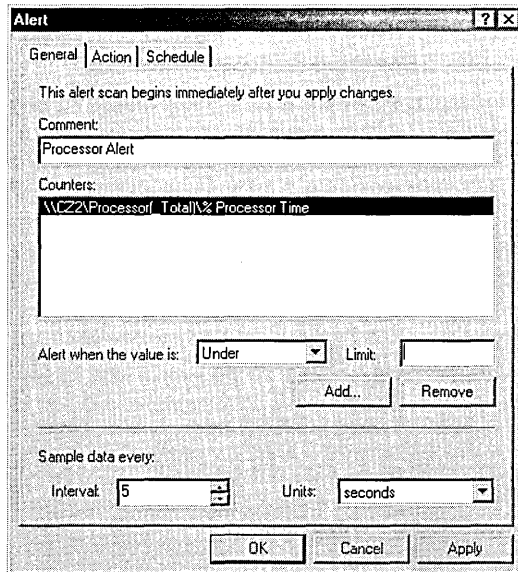 Alert
General Action Schedule
This alert scan begins immediately after you apply changes.
Comment:
Processor Alert
Counters:
\\CZ2\Processor(_Total)\% Processor Time
Alert when the value is: Under Limit:
Add... Remove
Sample data every:
Interval: 5 Units: seconds
OK Cancel Apply